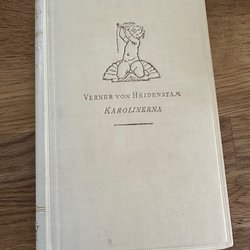 VERNER VON HEIDENSTAM
KAROLINERNA